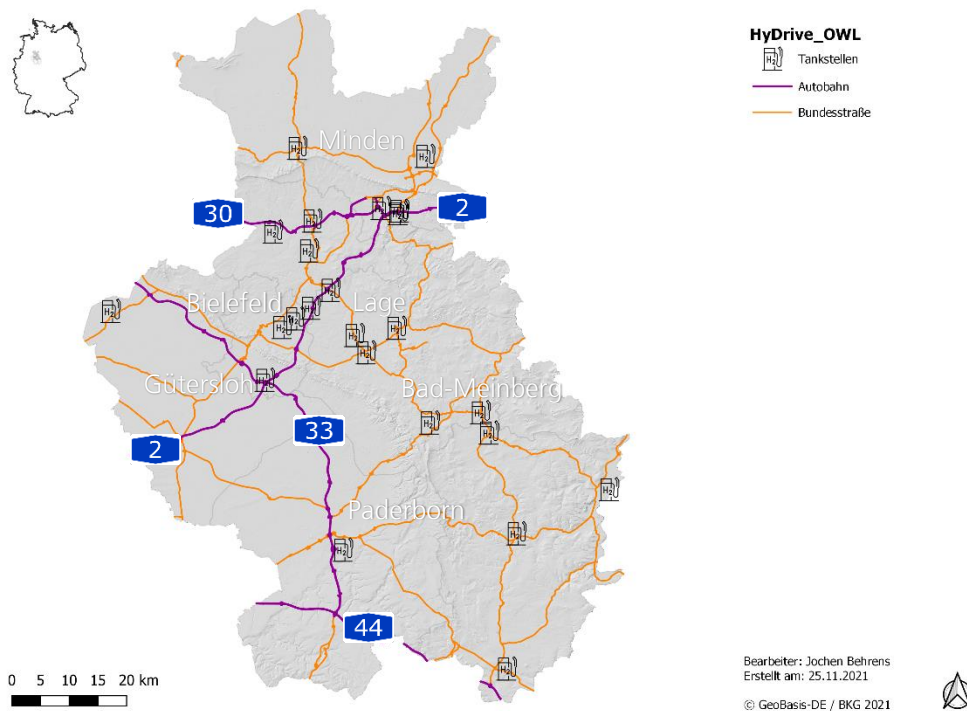 HyDrive_OWL
H2 Tankstellen
Autobahn
Bundesstraße
Minden
30
2
Bielefeld
Lage
Gütersloh
Bad-Meinberg
33
2
Paderborn
44
0 5 10 15 20 km
Bearbeiter: Jochen Behrens
Erstellt am: 25.11.2021
© GeoBasis-DE / BKG 2021